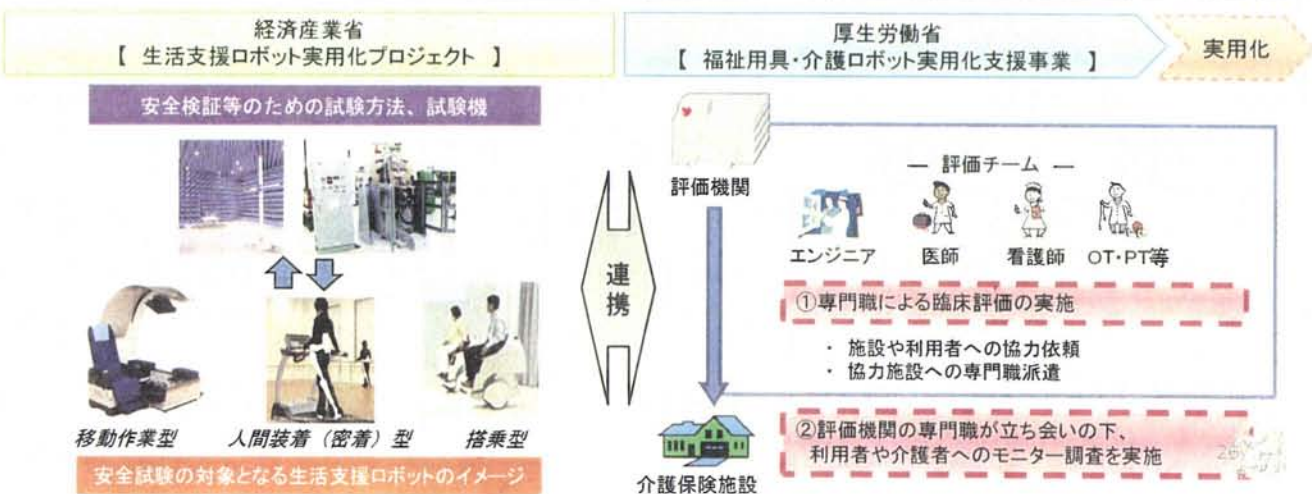 経済産業省
【 生活支援ロボット実用化プロジェクト 】
厚生労働省
【 福祉用具・介護ロボット実用化支援事業 】
実用化
安全検証等のための試験方法、試験機
移動作業型
人間装着（密着）型
搭乗型
安全試験の対象となる生活支援ロボットのイメージ
連携
評価機関
― 評価チーム ―
エンジニア
医師
看護師
OT・PT等
①専門職による臨床評価の実施
・ 施設や利用者への協力依頼
・ 協力施設への専門職派遣
②評価機関の専門職が立ち会いの下、
利用者や介護者へのモニター調査を実施
介護保険施設